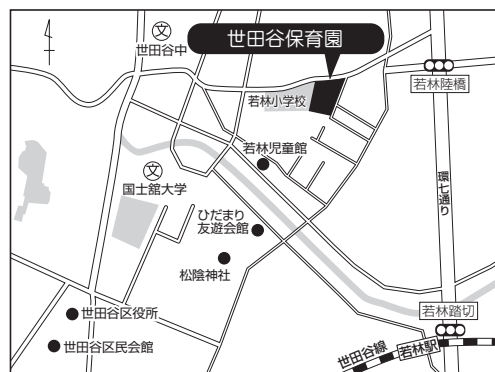 文
世田谷中
世田谷保育園
若林小学校
若林陸橋
若林児童館
文
国士舘大学
環七通り
ひだまり
友遊会館
松陰神社
世田谷区役所
若林踏切
世田谷線
若林駅
世田谷区民会館